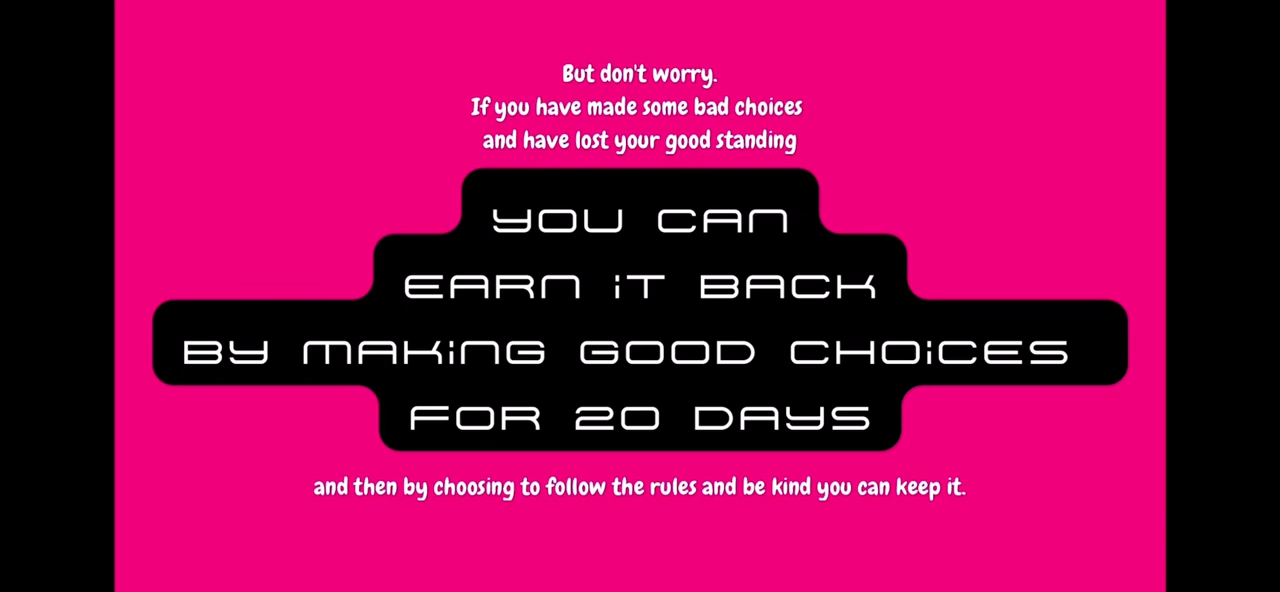 But don't worry.
If you have made some bad choices
and have lost your good standing
YOU CAN
EARN iT BACK
BY MAKiNG GOOD CHOiCES
FOR 20 DAYS
and then by choosing to follow the rules and be kind you can keep it.